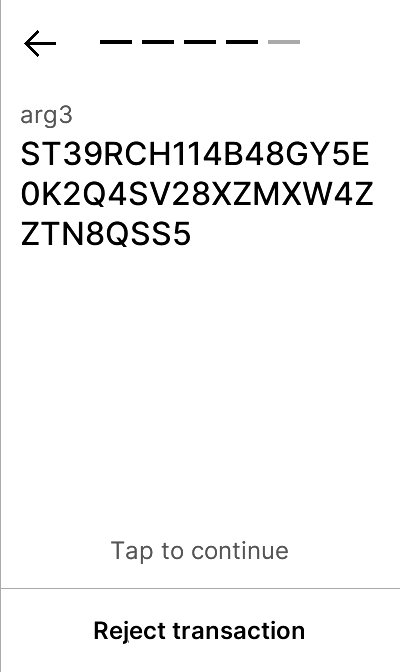 arg3
ST39RCH114B48GY5E
0K2Q4SV28XZMXW4Z
ZTN8QSS5
Tap to continue
Reject transaction